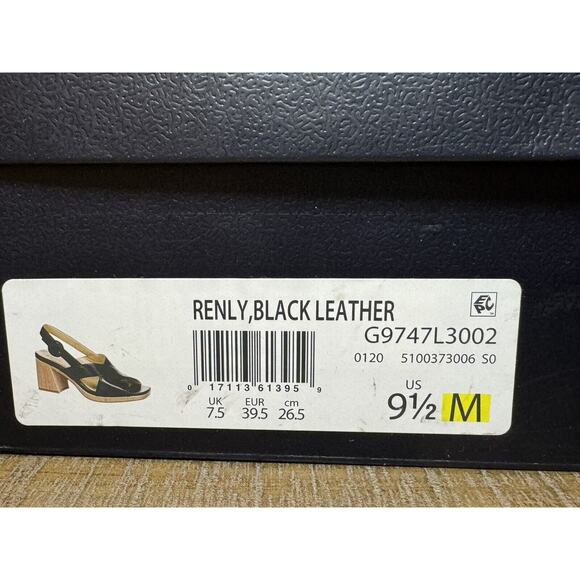 RENLY,BLACK LEATHER
G9747L3002
0120 5100373006 S0
0 17113 61395 9
UK EUR cm
7.5 39.5 26.5
US
9½ M